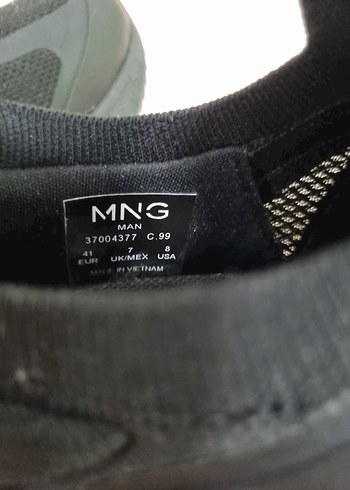 MNG
MAN
37004377 C.99
41 7 8
EUR UK/MEX USA
MADE IN VIETNAM